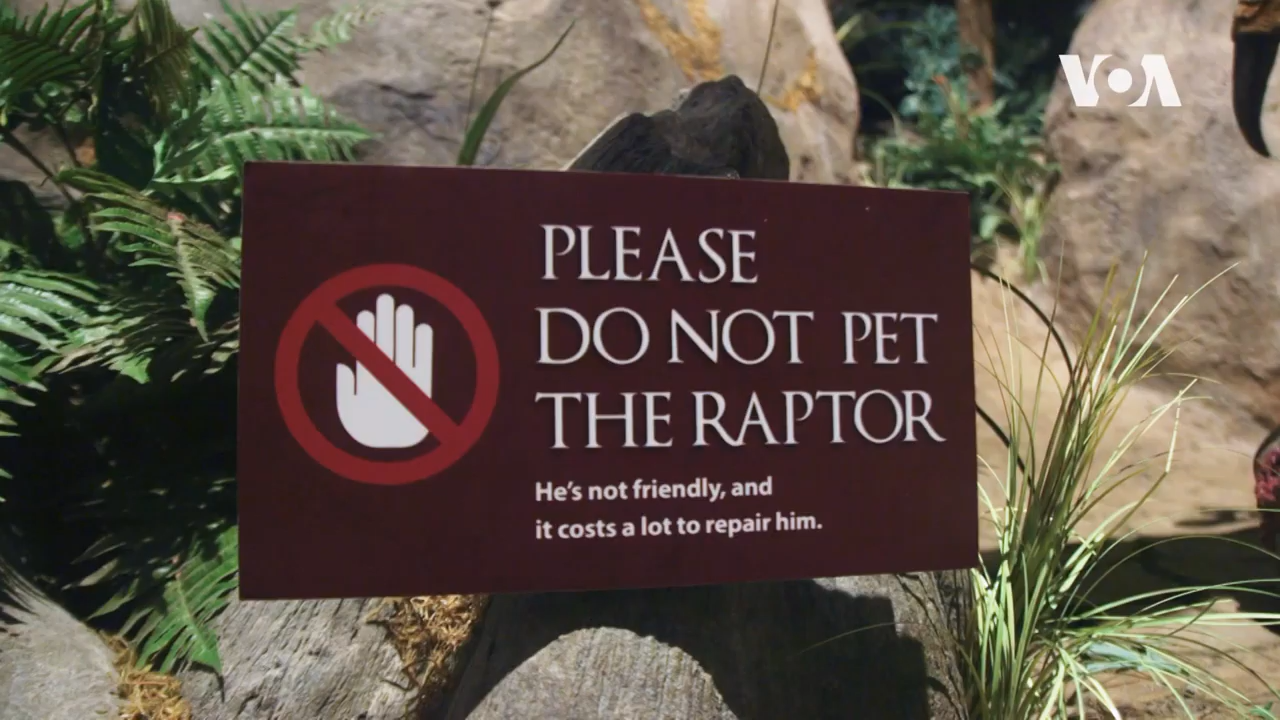 VOA
PLEASE
DO NOT PET
THE RAPTOR
He's not friendly, and
it costs a lot to repair him.